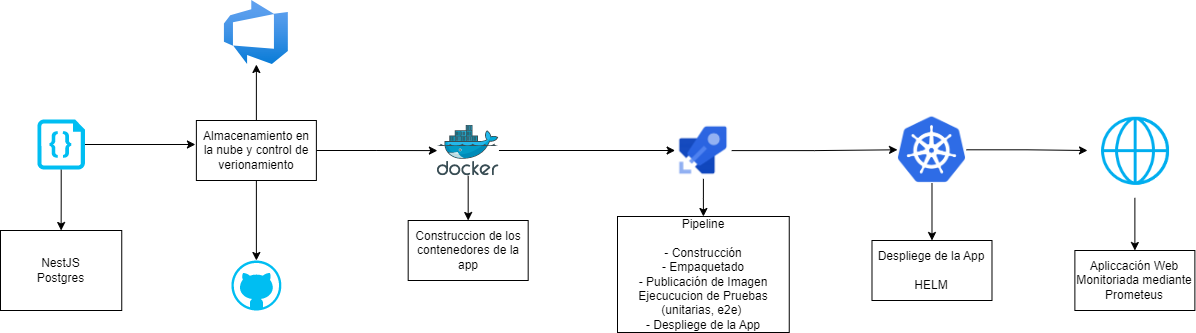 Almacenamiento en
la nube y control de
verionamiento
{}
docker
NestJS
Postgres
Construccion de los
contenedores de la
app
Pipeline
- Construcción
- Empaquetado
- Publicación de Imagen
Ejecucucion de Pruebas
(unitarias, e2e)
- Despliege de la App
Despliege de la App
HELM
Apliccación Web
Monitoriada mediante
Prometeus